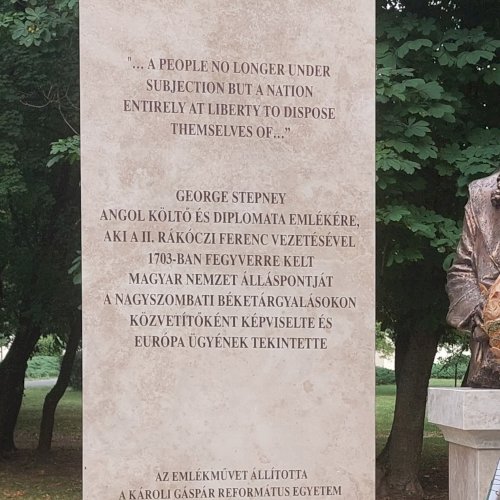 "... A PEOPLE NO LONGER UNDER
SUBJECTION BUT A NATION
ENTIRELY AT LIBERTY TO DISPOSE
THEMSELVES OF..."
GEORGE STEPNEY
ANGOL KÖLTŐ ÉS DIPLOMATA EMLÉKÉRE,
AKI A II. RÁKÓCZI FERENC VEZETÉSÉVEL
1703-BAN FEGYVERRE KELT
MAGYAR NEMZET ÁLLÁSPONTJÁT
A NAGYSZOMBATI BÉKETÁRGYALÁSOKON
KÖZVETÍTŐKÉNT KÉPVISELTE ÉS
EURÓPA ÜGYÉNEK TEKINTETTE
AZ EMLÉKMŰVET ÁLLÍTOTTA
A KÁROLI GÁSPÁR REFORMÁTUS EGYETEM